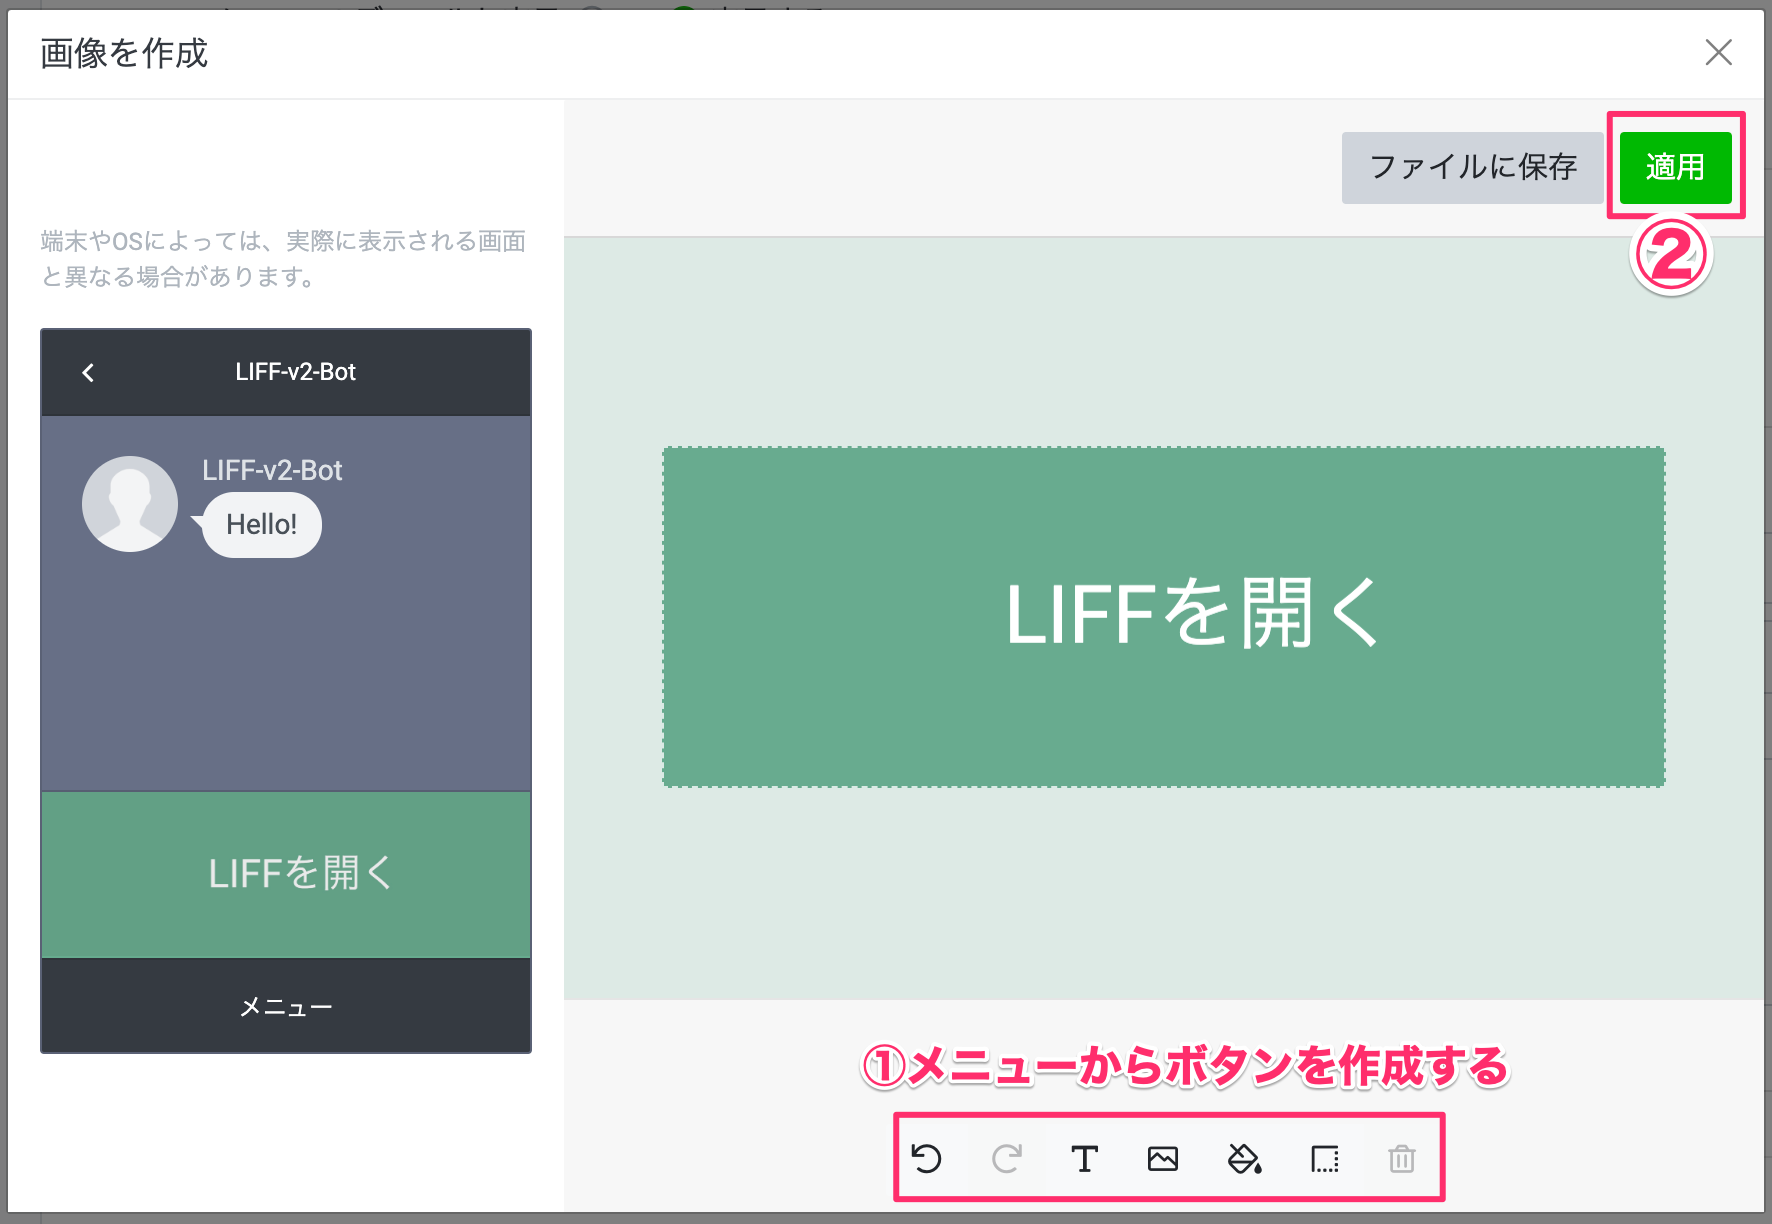 画像を作成
ファイルに保存
適用
②
端末やOSによっては、実際に表示される画面
と異なる場合があります。
LIFF-v2-Bot
LIFF-v2-Bot
Hello!
LIFFを開く
メニュー
LIFFを開く
①メニューからボタンを作成する
T